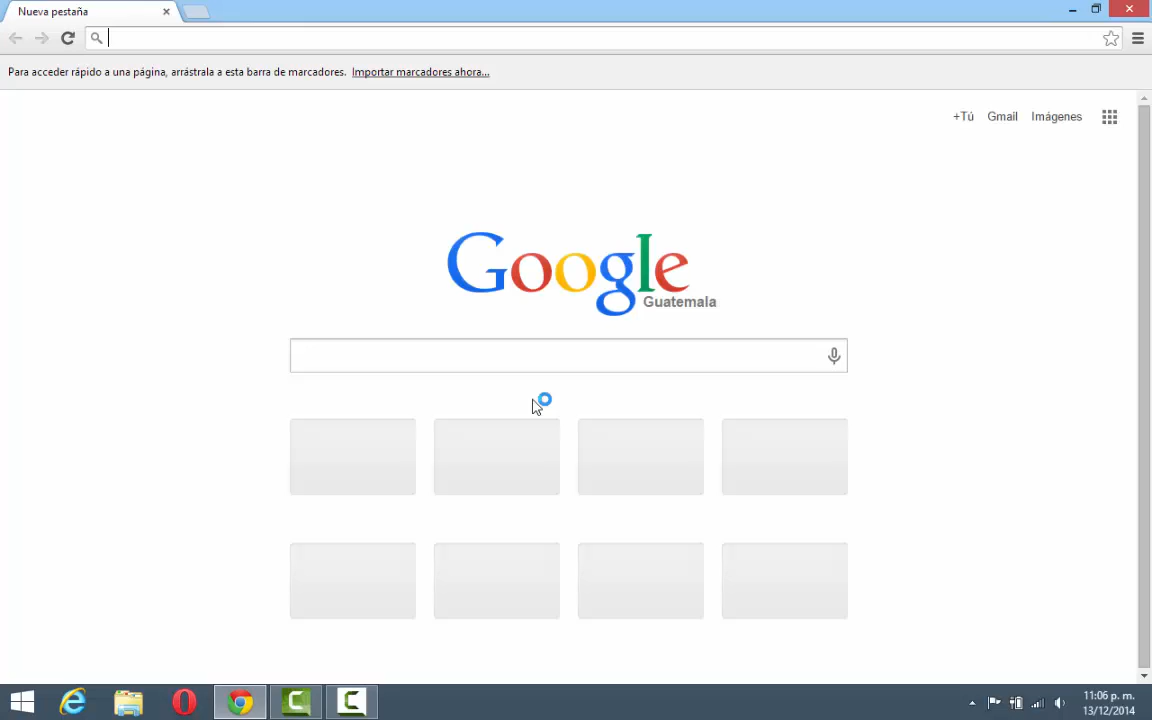 Nueva pestaña
Para acceder rápido a una página, arrástrala a esta barra de marcadores. Importar marcadores ahora...
+Tú Gmail Imágenes
Google
Guatemala
11:06 p. m.
13/12/2014